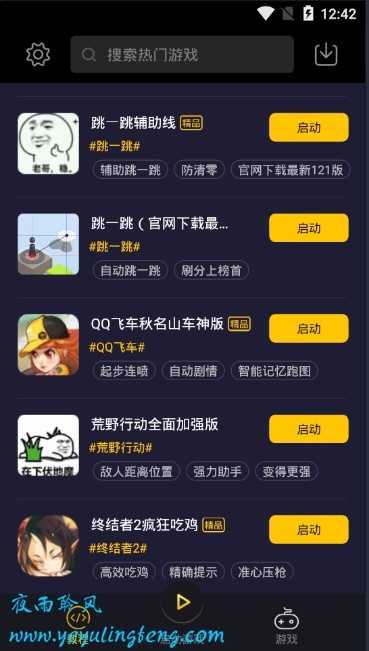 12:42
搜索热门游戏
跳一跳辅助线 精品
启动
#跳一跳#
老哥,稳。
辅助跳一跳 防清零 官网下载最新121版
跳一跳(官网下载最...
启动
#跳一跳#
自动跳一跳 刷分上榜首
QQ飞车秋名山车神版 精品
启动
#QQ飞车#
起步连喷 自动剧情 智能记忆跑图
荒野行动全面加强版
启动
#荒野行动#
在下伏地魔
敌人距离位置 强力助手 变得更强
终结者2疯狂吃鸡 精品
启动
#终结者2#
高效吃鸡 精确提示 准心压枪
夜雨聆风
教程
游戏
www.yeyulingfeng.com